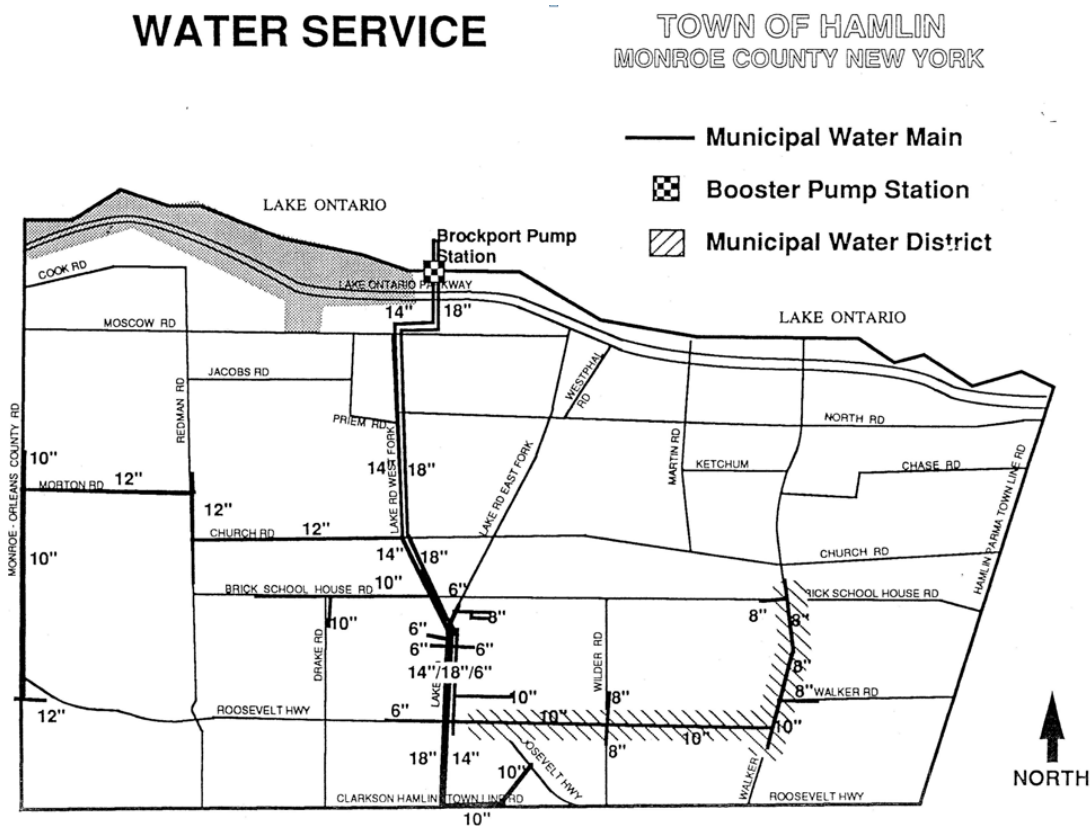 WATER SERVICE
TOWN OF HAMLIN
MONROE COUNTY NEW YORK
Municipal Water Main
Booster Pump Station
Municipal Water District
LAKE ONTARIO
Brockport Pump
Station
COOK RD
LAKE ONTARIO PARKWAY
14" 18"
MOSCOW RD
LAKE ONTARIO
JACOBS RD
WESTPHAL
RD
REDMAN RD
PRIEM RD
NORTH RD
MONROE - ORLEANS COUNTY RD
10"
14" 18"
LAKE RD WEST FORK
LAKE RD EAST FORK
MARTIN RD
KETCHUM
CHASE RD
HAMLIN PARMA TOWN LINE RD
MORTON RD
12"
12"
CHURCH RD
12"
10"
14" 18"
CHURCH RD
10"
BRICK SCHOOL HOUSE RD
6"
RICK SCHOOL HOUSE RD
8"
8"
8"
10"
DRAKE RD
6"
6"
6"
WILDER RD
14"/18"/6"
8"
LAKE
10"
8"
8"
WALKER RD
12"
ROOSEVELT HWY
6"
10"
10"
10"
18" 14"
8"
OSEVELT HWY
10"
WALKER
NORTH
CLARKSON HAMLIN TOWN LINE RD
ROOSEVELT HWY
10"